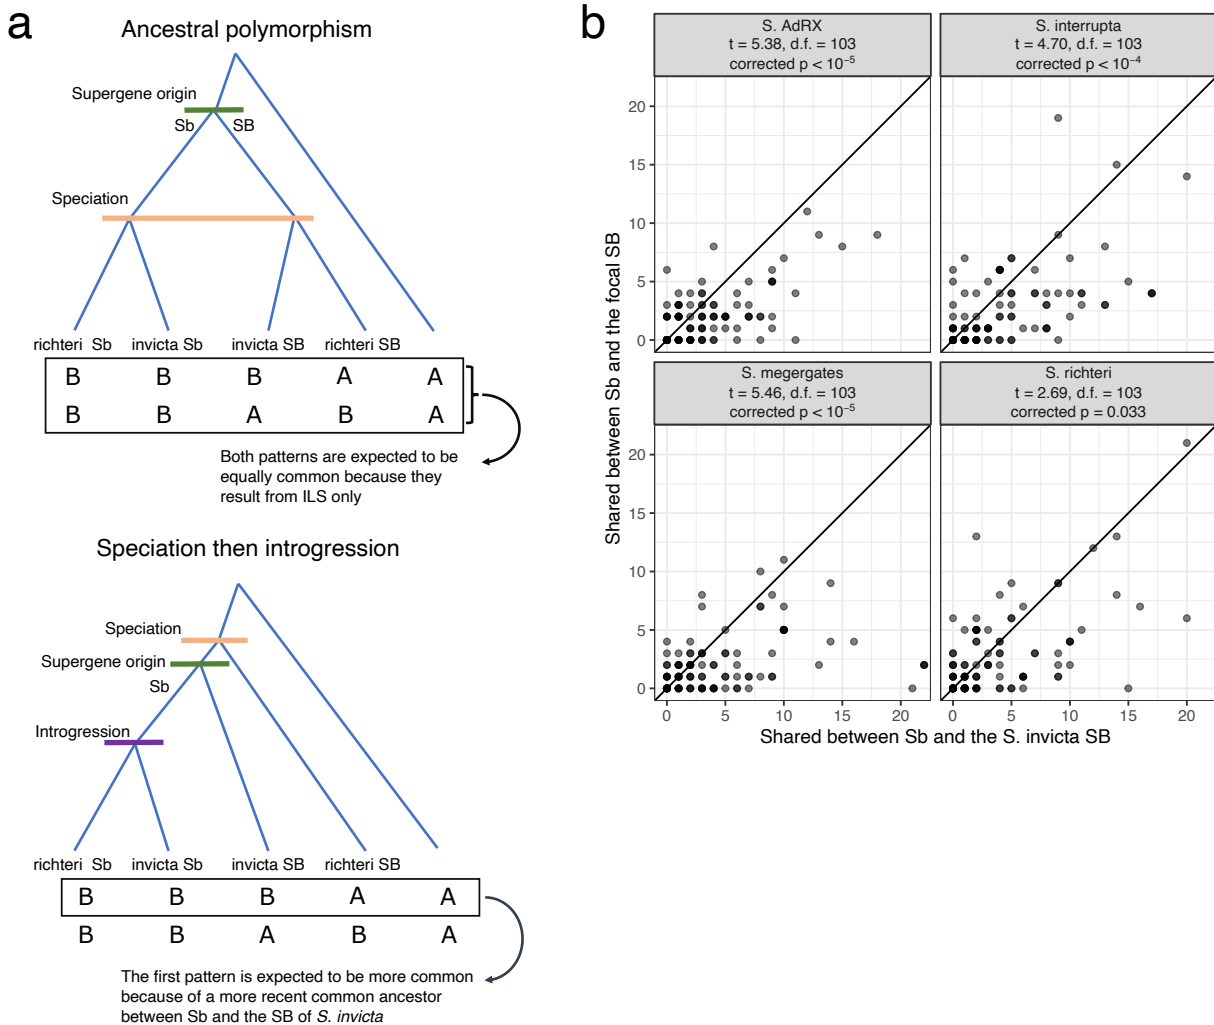 a
Ancestral polymorphism
Supergene origin
Sb SB
Speciation
richteri Sb invicta Sb invicta SB richteri SB
B B B A A
B B A B A
Both patterns are expected to be
equally common because they
result from ILS only
Speciation then introgression
Speciation
Supergene origin
Sb
Introgression
richteri Sb invicta Sb invicta SB richteri SB
B B B A A
B B A B A
The first pattern is expected to be more common
because of a more recent common ancestor
between Sb and the SB of S. invicta
b
S. AdRX
t = 5.38, d.f. = 103
corrected p < 10⁻⁵
S. interrupta
t = 4.70, d.f. = 103
corrected p < 10⁻⁴
20
15
10
5
0
S. megergates
t = 5.46, d.f. = 103
corrected p < 10⁻⁵
S. richteri
t = 2.69, d.f. = 103
corrected p = 0.033
20
15
10
5
0
0 5 10 15 20 0 5 10 15 20
Shared between Sb and the focal SB
Shared between Sb and the S. invicta SB